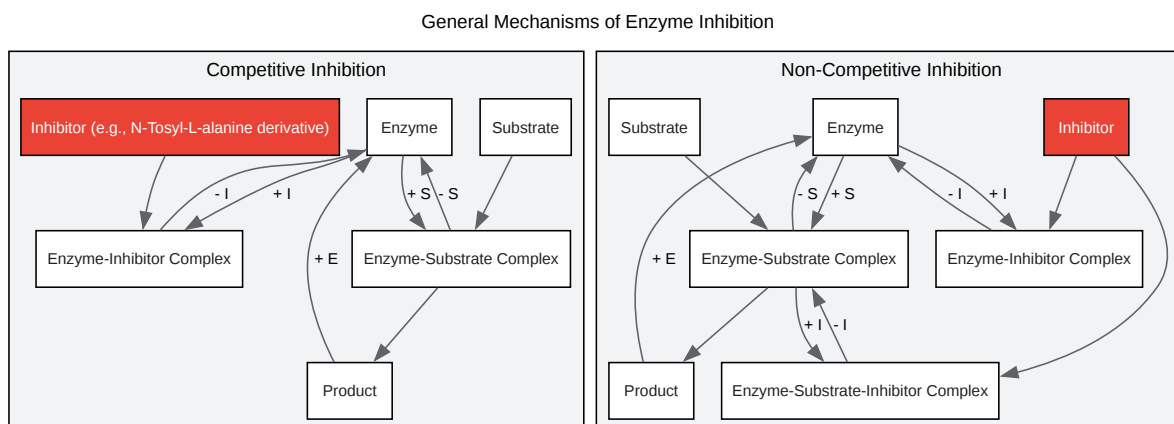 General Mechanisms of Enzyme Inhibition
Competitive Inhibition
Inhibitor (e.g., N-Tosyl-L-alanine derivative)
Enzyme
Substrate
- I
+ I
+ S
- S
Enzyme-Inhibitor Complex
+ E
Enzyme-Substrate Complex
Product
Non-Competitive Inhibition
Substrate
Enzyme
Inhibitor
- S
+ S
- I
+ I
+ E
Enzyme-Substrate Complex
Enzyme-Inhibitor Complex
+ I
- I
Product
Enzyme-Substrate-Inhibitor Complex